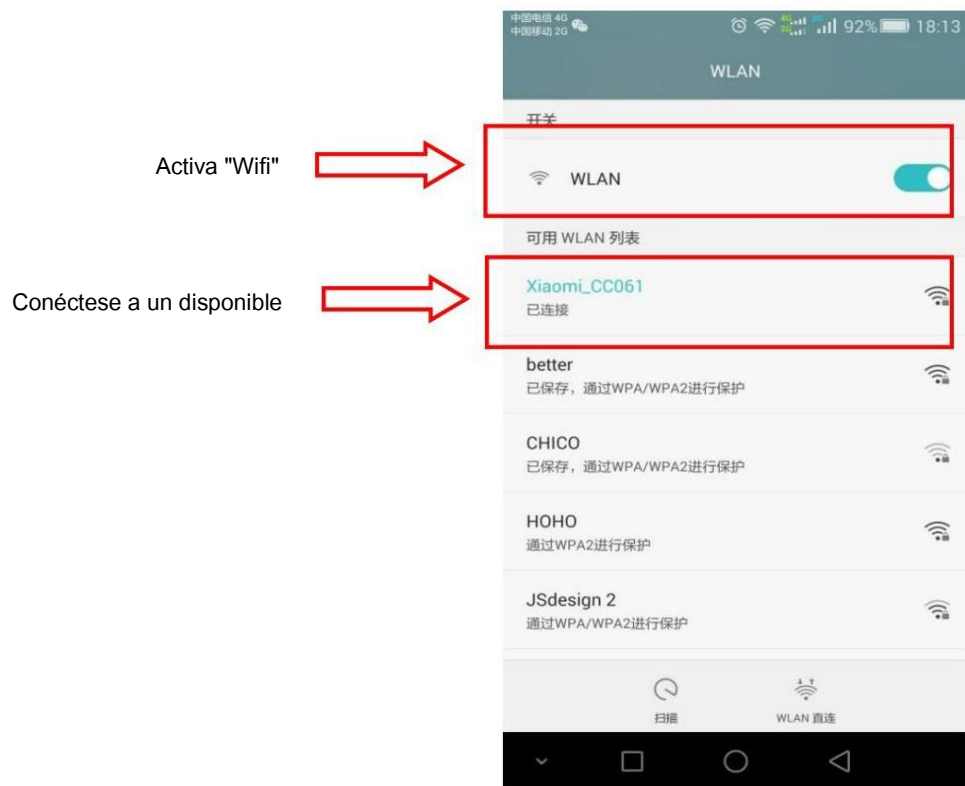 中国电信 4G
中国移动 2G
4G 2G 2G 92% 18:13
WLAN
开关
Activa "Wifi"
WLAN
可用 WLAN 列表
Xiaomi_CC061
Conéctese a un disponible
已连接
better
已保存，通过WPA/WPA2进行保护
CHICO
已保存，通过WPA/WPA2进行保护
HOHO
通过WPA2进行保护
JSdesign 2
通过WPA/WPA2进行保护
扫描
WLAN 直连